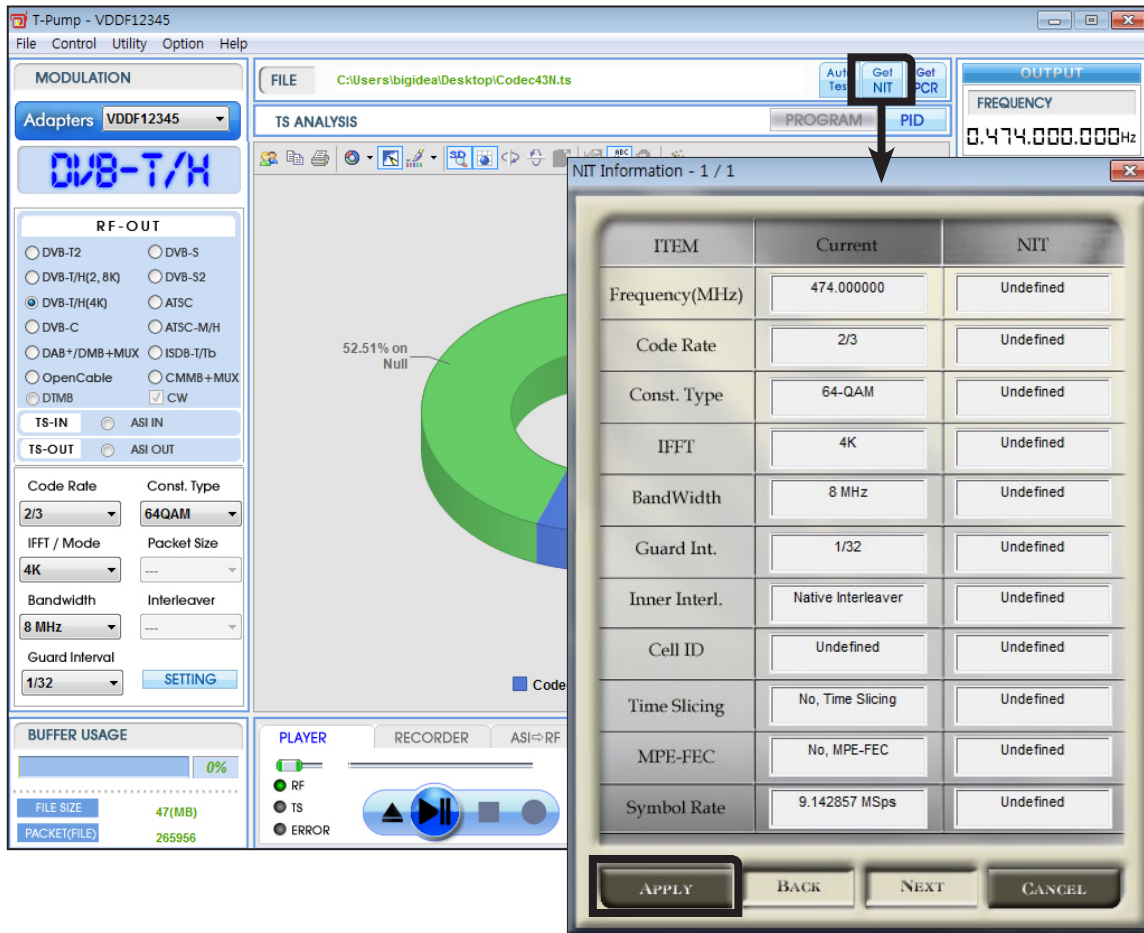 T-Pump - VDDF12345
File Control Utility Option Help
MODULATION
Adapters VDDF12345
DVB-T/H
RF-OUT
DVB-T2 DVB-S
DVB-T/H(2, 8K) DVB-S2
DVB-T/H(4K) ATSC
DVB-C ATSC-M/H
DAB+/DMB+MUX ISDB-T/Tb
OpenCable CMMB+MUX
DTMB CW
TS-IN ASI IN
TS-OUT ASI OUT
Code Rate Const. Type
2/3 64QAM
IFFT / Mode Packet Size
4K ---
Bandwidth Interleaver
8 MHz ---
Guard Interval
1/32 SETTING
BUFFER USAGE
0%
FILE SIZE 47(MB)
PACKET(FILE) 265956
FILE C:\Users\bigidea\Desktop\Codec43N.ts
Get NIT
Get PCR
TS ANALYSIS PROGRAM PID
52.51% on
Null
PLAYER RECORDER ASI⇨RF
RF
TS
ERROR
OUTPUT
FREQUENCY
0.474.000.000Hz
NIT Information - 1 / 1
ITEM Current NIT
Frequency(MHz) 474.000000 Undefined
Code Rate 2/3 Undefined
Const. Type 64-QAM Undefined
IFFT 4K Undefined
BandWidth 8 MHz Undefined
Guard Int. 1/32 Undefined
Inner Interl. Native Interleaver Undefined
Cell ID Undefined Undefined
Time Slicing No, Time Slicing Undefined
MPE-FEC No, MPE-FEC Undefined
Symbol Rate 9.142857 MSps Undefined
APPLY BACK NEXT CANCEL